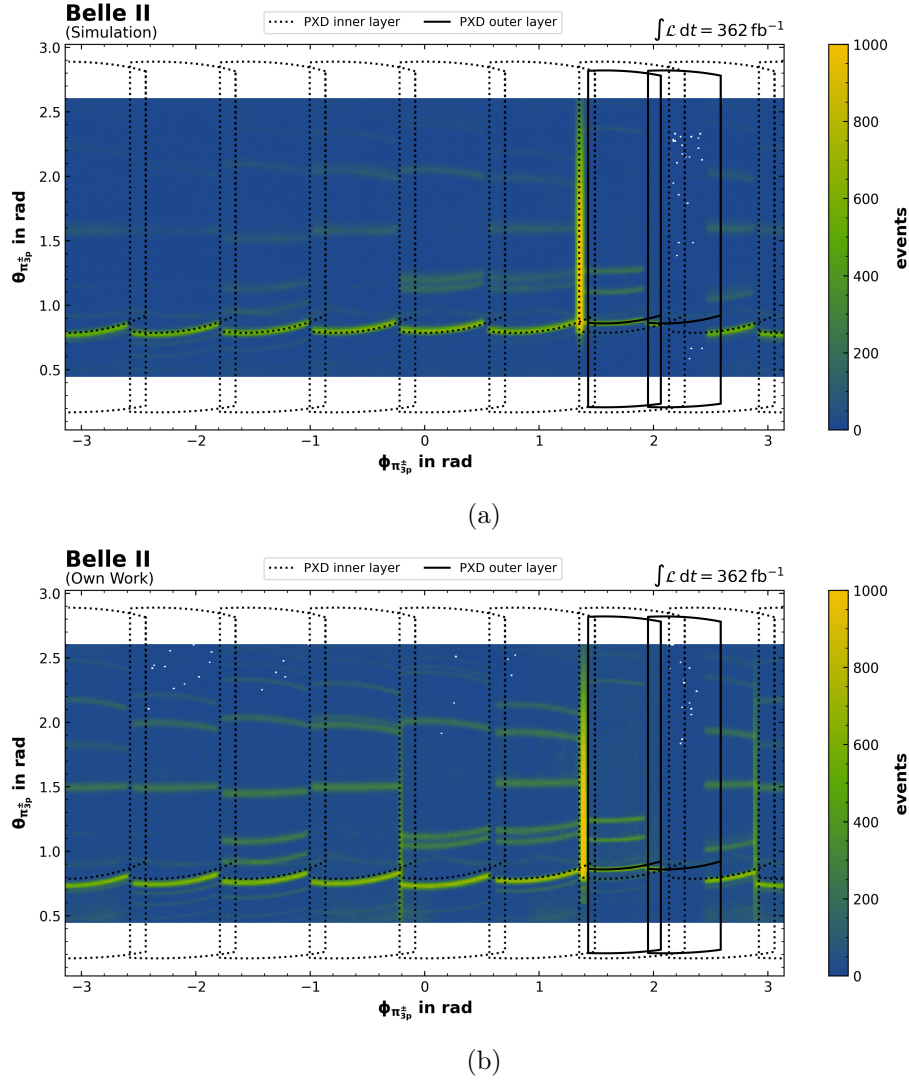 Belle II
(Simulation)
PXD inner layer PXD outer layer
∫ℒ dt = 362 fb⁻¹
3.0
2.5
2.0
1.5
1.0
0.5
θπ±3p in rad
−3 −2 −1 0 1 2 3
ϕπ±3p in rad
1000
800
600
400
200
0
events
(a)
Belle II
(Own Work)
PXD inner layer PXD outer layer
∫ℒ dt = 362 fb⁻¹
3.0
2.5
2.0
1.5
1.0
0.5
θπ±3p in rad
−3 −2 −1 0 1 2 3
ϕπ±3p in rad
1000
800
600
400
200
0
events
(b)